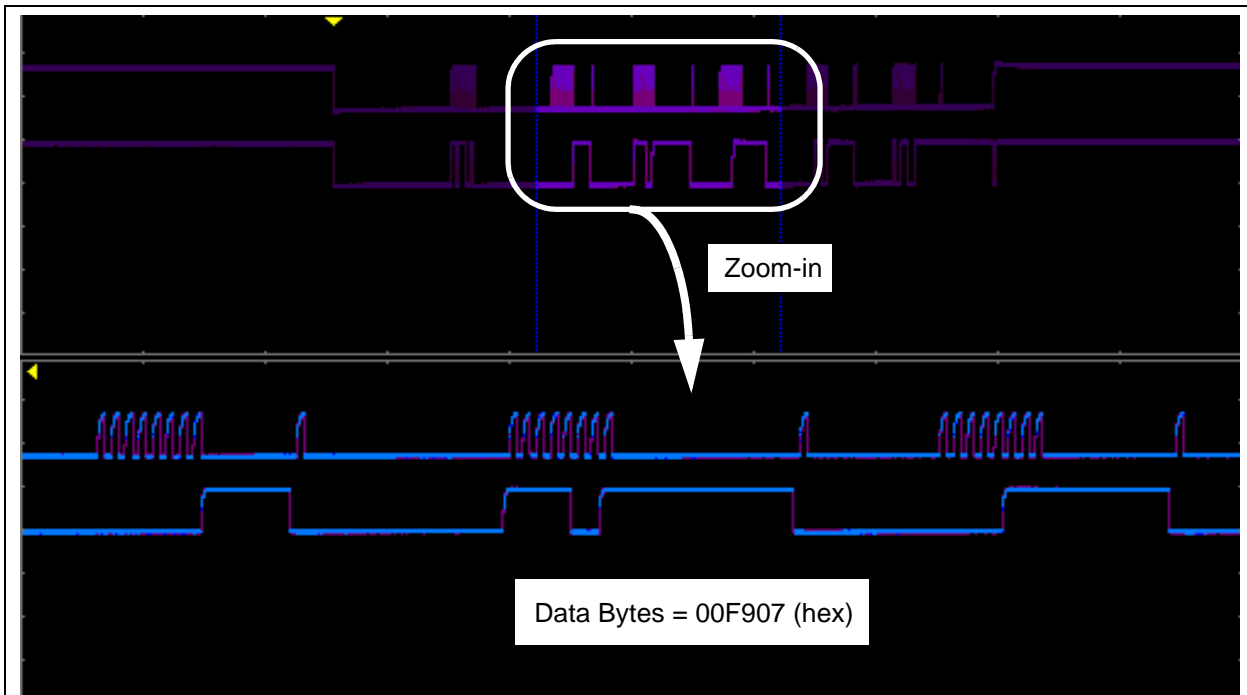 Zoom-in
Data Bytes = 00F907 (hex)